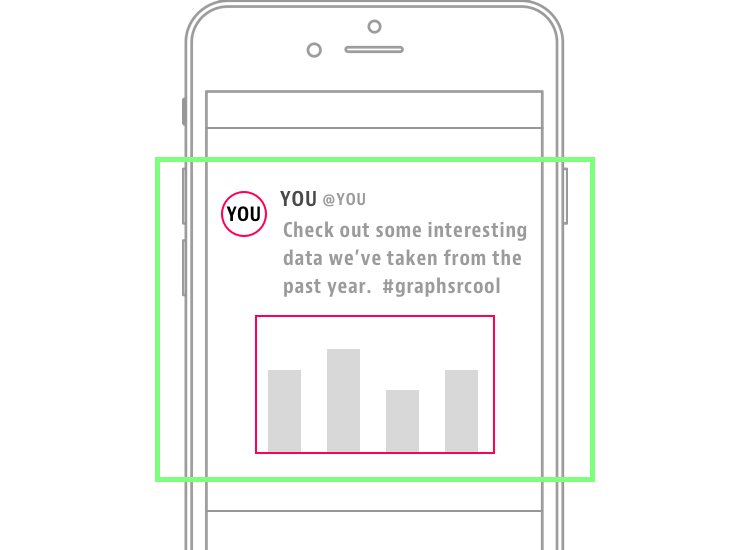 YOU
YOU @YOU
Check out some interesting
data we’ve taken from the
past year.  #graphsrcool